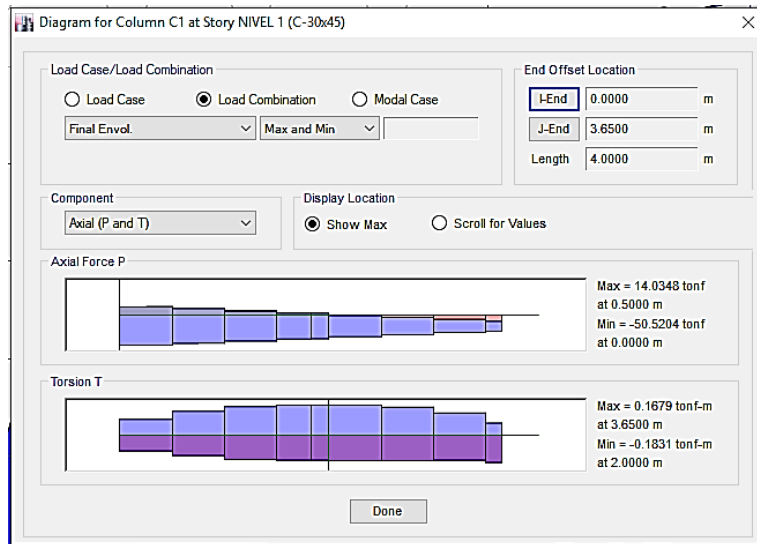 Diagram for Column C1 at Story NIVEL 1 (C-30x45)
Load Case/Load Combination
Load Case
Load Combination
Modal Case
Final Envol.
Max and Min
End Offset Location
I-End 0.0000 m
J-End 3.6500 m
Length 4.0000 m
Component
Axial (P and T)
Display Location
Show Max
Scroll for Values
Axial Force P
Max = 14.0348 tonf
at 0.5000 m
Min = -50.5204 tonf
at 0.0000 m
Torsion T
Max = 0.1679 tonf-m
at 3.6500 m
Min = -0.1831 tonf-m
at 2.0000 m
Done